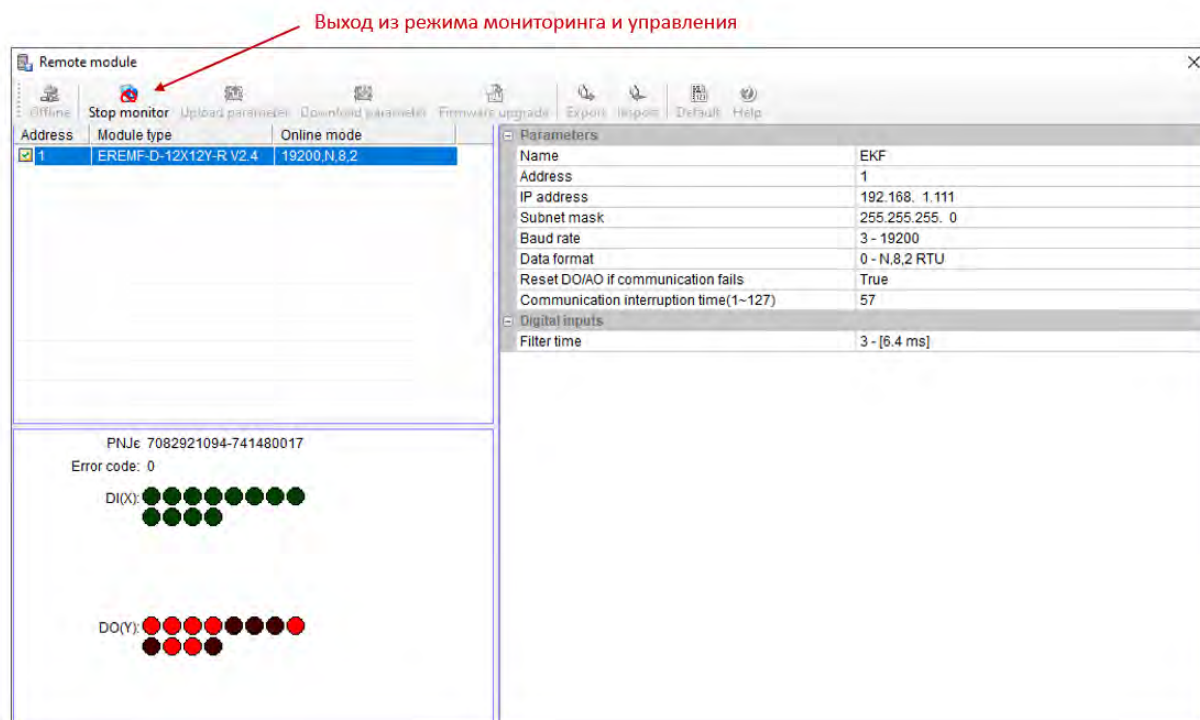 Выход из режима мониторинга и управления
Remote module
Offline Stop monitor Upload parameter Download parameter Firmware upgrade Export Import Default Help
Address Module type Online mode
1 EREMF-D-12X12Y-R V2.4 19200,N,8,2
Parameters
Name EKF
Address 1
IP address 192.168. 1.111
Subnet mask 255.255.255. 0
Baud rate 3 - 19200
Data format 0 - N,8,2 RTU
Reset DO/AO if communication fails True
Communication interruption time(1~127) 57
Digital inputs
Filter time 3 - [6.4 ms]
PNJє 7082921094-741480017
Error code: 0
DI(X):
DO(Y):